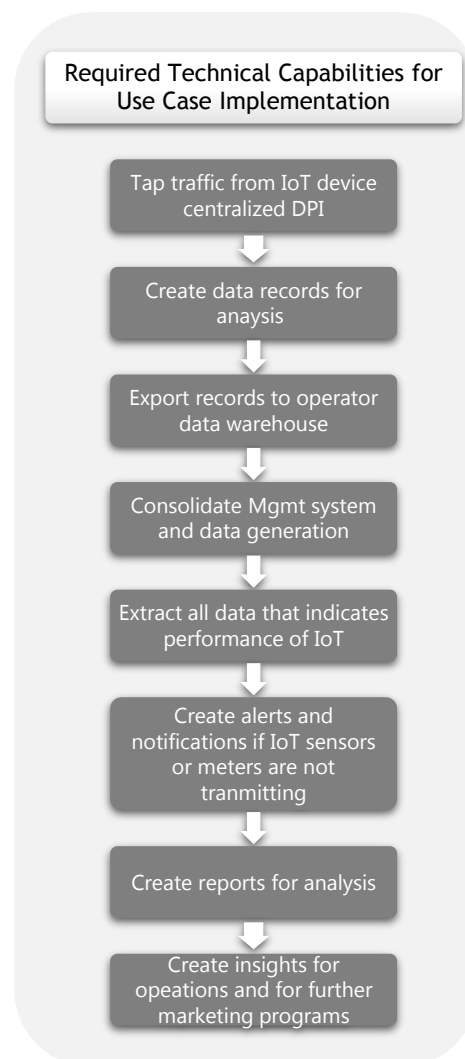 Required Technical Capabilities for
Use Case Implementation
Tap traffic from IoT device
centralized DPI
Create data records for
anaysis
Export records to operator
data warehouse
Consolidate Mgmt system
and data generation
Extract all data that indicates
performance of IoT
Create alerts and
notifications if IoT sensors
or meters are not
tranmitting
Create reports for analysis
Create insights for
opeations and for further
marketing programs